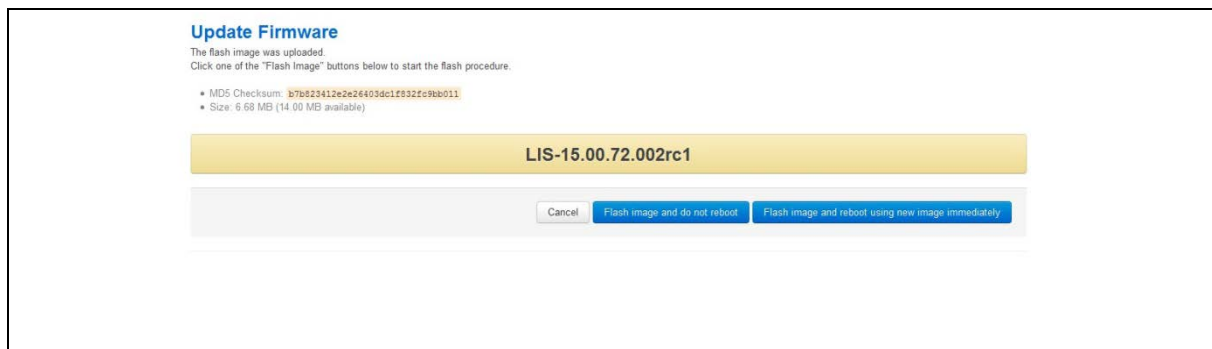 Update Firmware
The flash image was uploaded.
Click one of the "Flash Image" buttons below to start the flash procedure.
• MD5 Checksum: b7b823412e2e26403dc1f832fc9bb011
• Size: 6.68 MB (14.00 MB available)
LIS-15.00.72.002rc1
Cancel Flash image and do not reboot Flash image and reboot using new image immediately